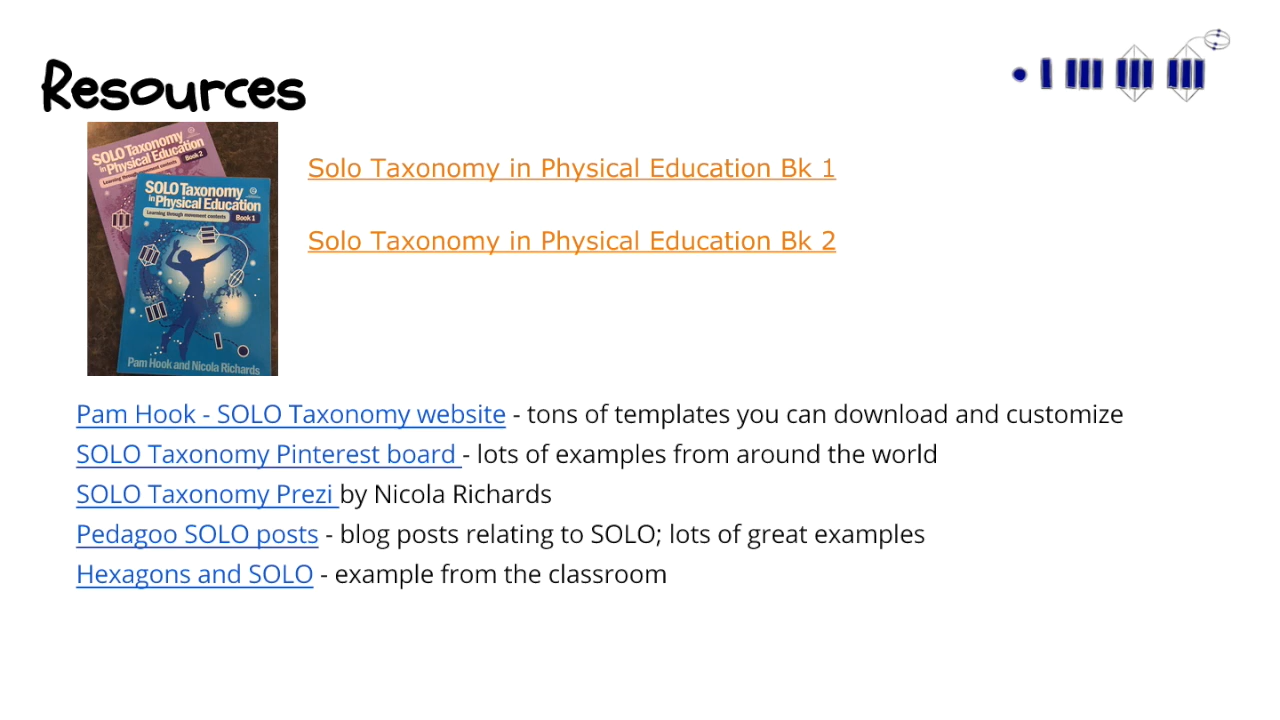 Resources
SOLO Taxonomy
in Physical Education
Book 2
Learning through movement contexts
SOLO Taxonomy
in Physical Education
Learning through movement contexts
Book 1
Pam Hook and Nicola Richards
Solo Taxonomy in Physical Education Bk 1
Solo Taxonomy in Physical Education Bk 2
Pam Hook - SOLO Taxonomy website - tons of templates you can download and customize
SOLO Taxonomy Pinterest board - lots of examples from around the world
SOLO Taxonomy Prezi by Nicola Richards
Pedagoo SOLO posts - blog posts relating to SOLO; lots of great examples
Hexagons and SOLO - example from the classroom